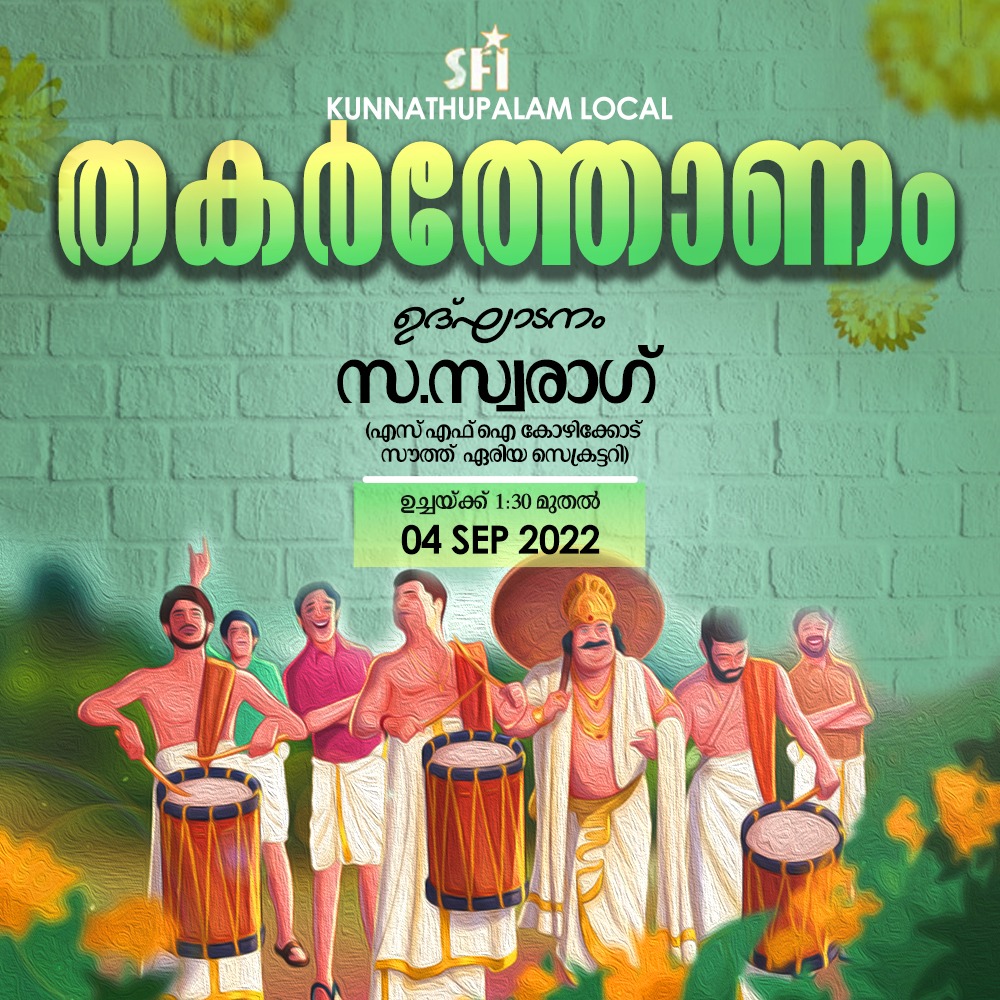 SFI
KUNNATHUPALAM LOCAL
തകർത്തോണം
ഉദ്ഘാടനം
സ.സ്വരാഗ്
(എസ് എഫ് ഐ കോഴിക്കോട്
സൗത്ത് ഏരിയ സെക്രട്ടറി)
ഉച്ചയ്ക്ക് 1:30 മുതൽ
04 SEP 2022